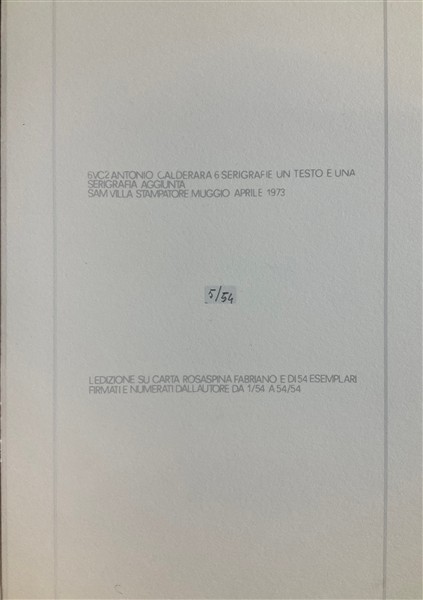 6VC2 ANTONIO CALDERARA 6 SERIGRAFIE UN TESTO E UNA
SERIGRAFIA AGGIUNTA
SAM VILLA STAMPATORE MUGGIO APRILE 1973
5/54
L'EDIZIONE SU CARTA ROSASPINA FABRIANO E DI 54 ESEMPLARI
FIRMATI E NUMERATI DALL'AUTORE DA 1/54 A 54/54